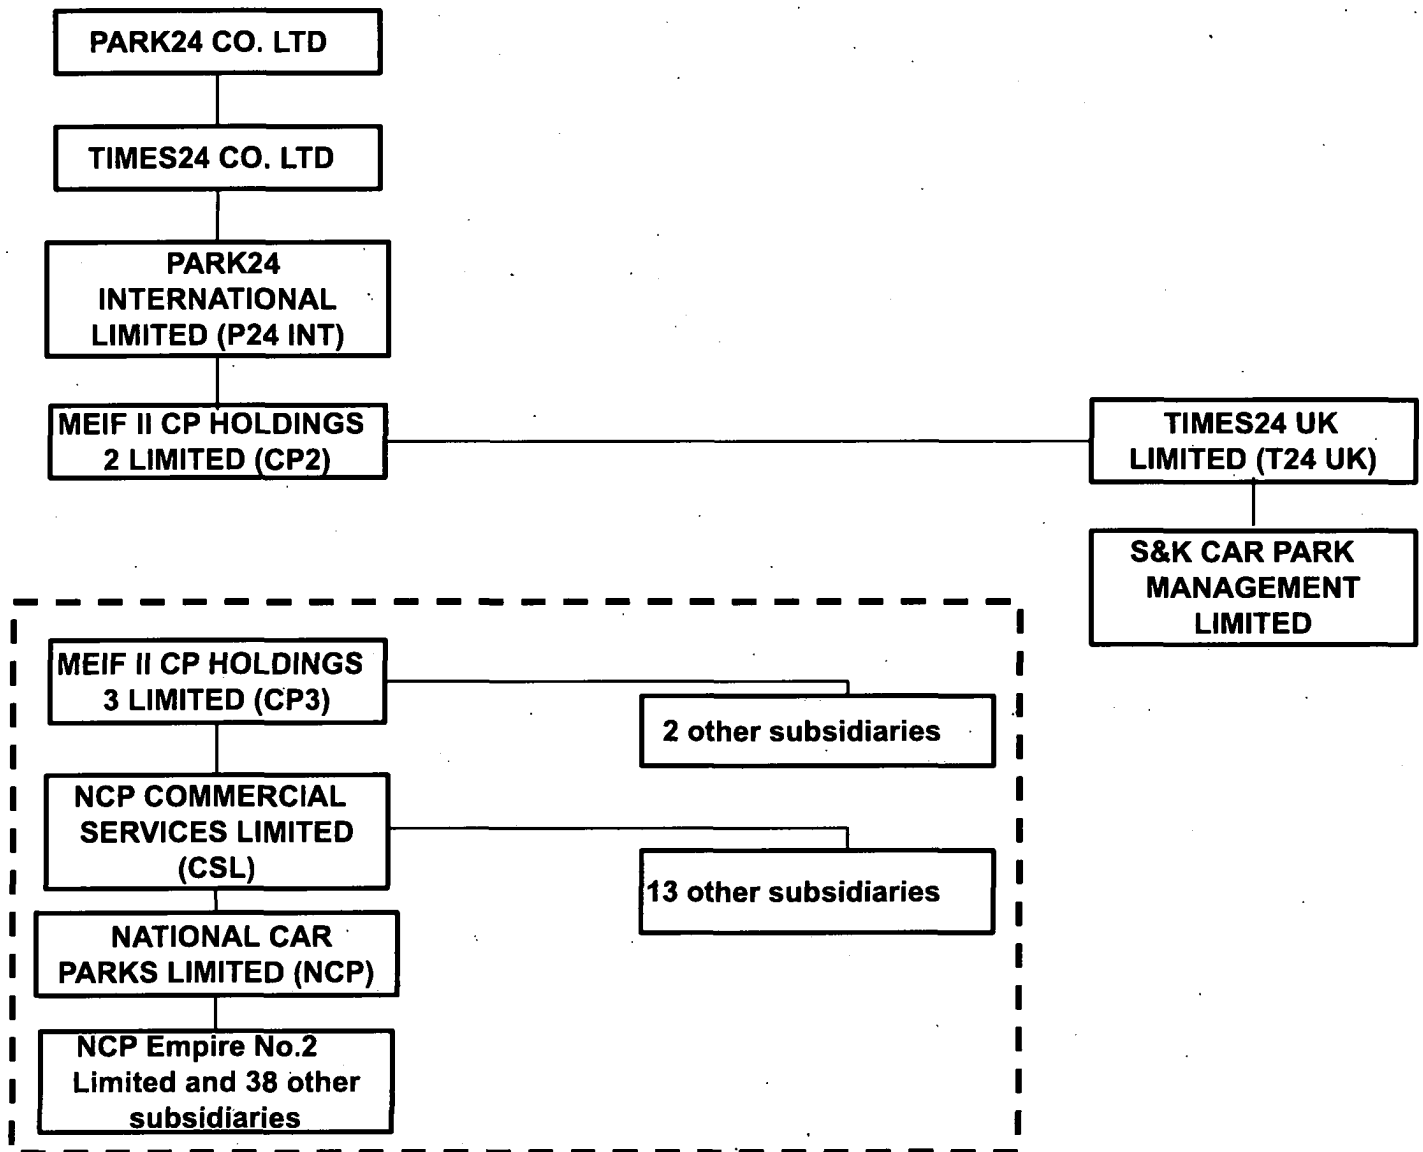 PARK24 CO. LTD
TIMES24 CO. LTD
PARK24
INTERNATIONAL
LIMITED (P24 INT)
MEIF II CP HOLDINGS
2 LIMITED (CP2)
TIMES24 UK
LIMITED (T24 UK)
S&K CAR PARK
MANAGEMENT
LIMITED
MEIF II CP HOLDINGS
3 LIMITED (CP3)
2 other subsidiaries
NCP COMMERCIAL
SERVICES LIMITED
(CSL)
13 other subsidiaries
NATIONAL CAR
PARKS LIMITED (NCP)
NCP Empire No.2
Limited and 38 other
subsidiaries